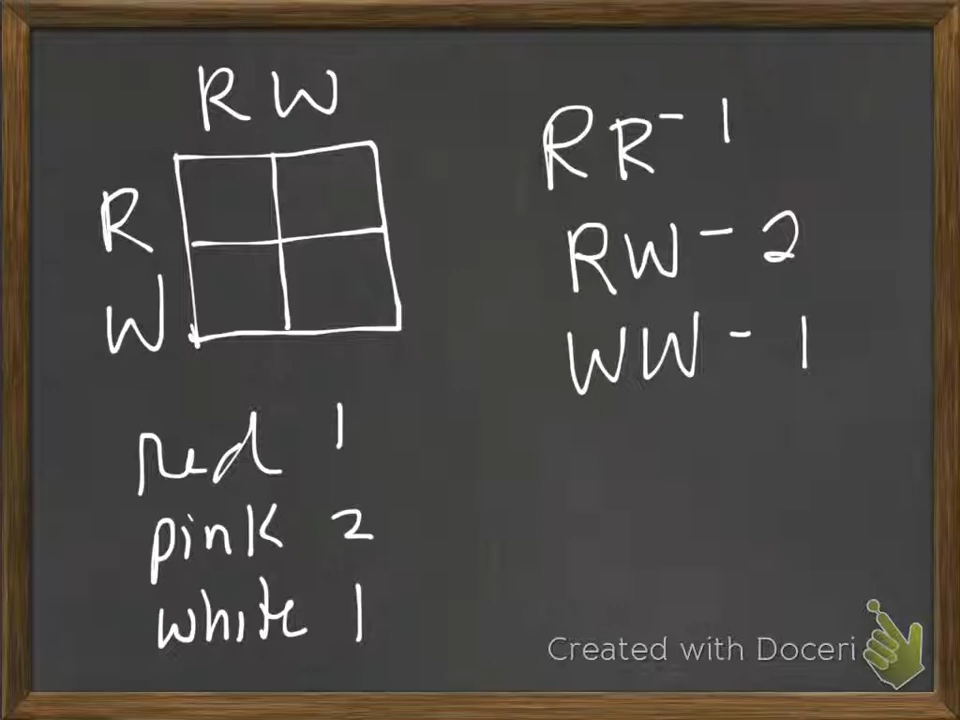 R W
R
W
RR - 1
RW - 2
WW - 1
red 1
pink 2
white 1
Created with Doceri